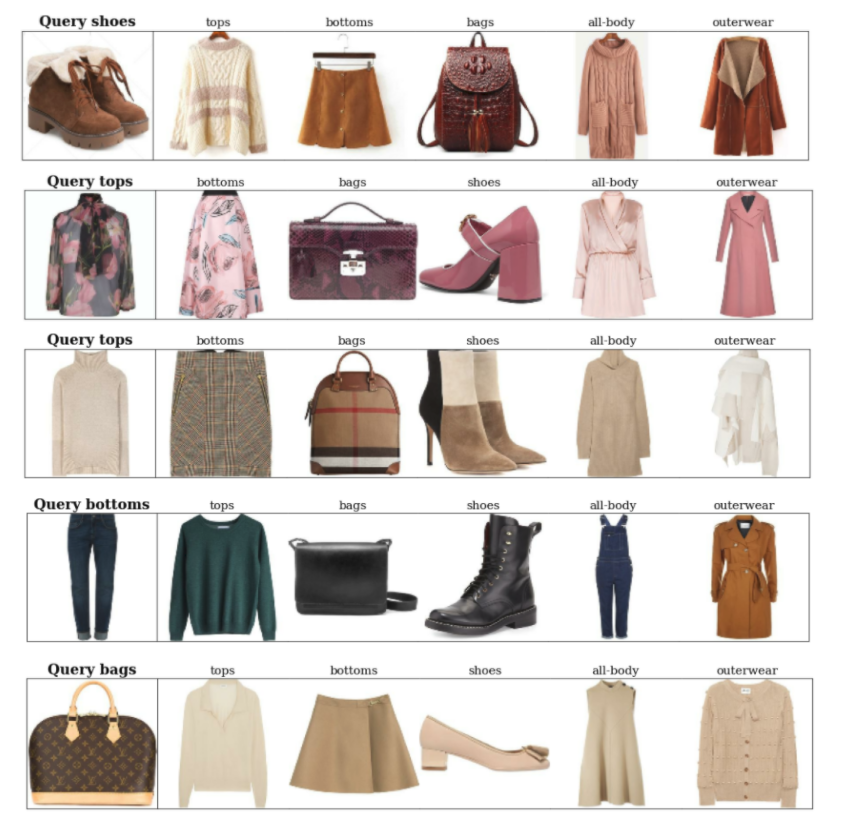 Query shoes tops bottoms bags all-body outerwear
Query tops bottoms bags shoes all-body outerwear
Query tops bottoms bags shoes all-body outerwear
Query bottoms tops bags shoes all-body outerwear
Query bags tops bottoms shoes all-body outerwear